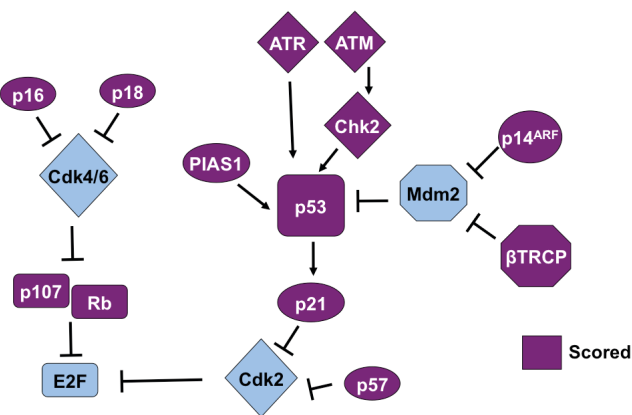 ATR
ATM
p16
p18
Chk2
p14ARF
PIAS1
Cdk4/6
Mdm2
p53
βTRCP
p107
Rb
p21
Scored
E2F
Cdk2
p57